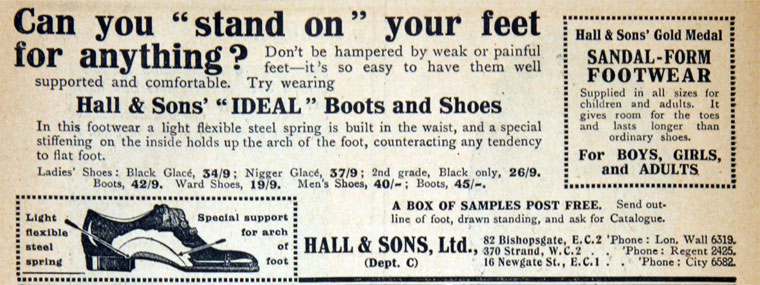 Can you "stand on" your feet
for anything? Don't be hampered by weak or painful
feet—it's so easy to have them well
supported and comfortable. Try wearing
Hall & Sons' "IDEAL" Boots and Shoes
In this footwear a light flexible steel spring is built in the waist, and a special
stiffening on the inside holds up the arch of the foot, counteracting any tendency
to flat foot.
Ladies' Shoes: Black Glacé, 34/9; Nigger Glacé, 37/9; 2nd grade, Black only, 26/9.
Boots, 42/9. Ward Shoes, 19/9. Men's Shoes, 40/-; Boots, 45/-.
Hall & Sons' Gold Medal
SANDAL-FORM
FOOTWEAR
Supplied in all sizes for
children and adults. It
gives room for the toes
and lasts longer than
ordinary shoes.
For BOYS, GIRLS,
and ADULTS
Light
flexible
steel
spring
Special support
for arch
of
foot
A BOX OF SAMPLES POST FREE. Send out-
line of foot, drawn standing, and ask for Catalogue.
HALL & SONS, Ltd.,
(Dept. C)
82 Bishopsgate, E.C.2 'Phone: Lon. Wall 6319.
370 Strand, W.C.2 . . 'Phone: Regent 2425.
16 Newgate St., E.C.1 . . 'Phone: City 6582.